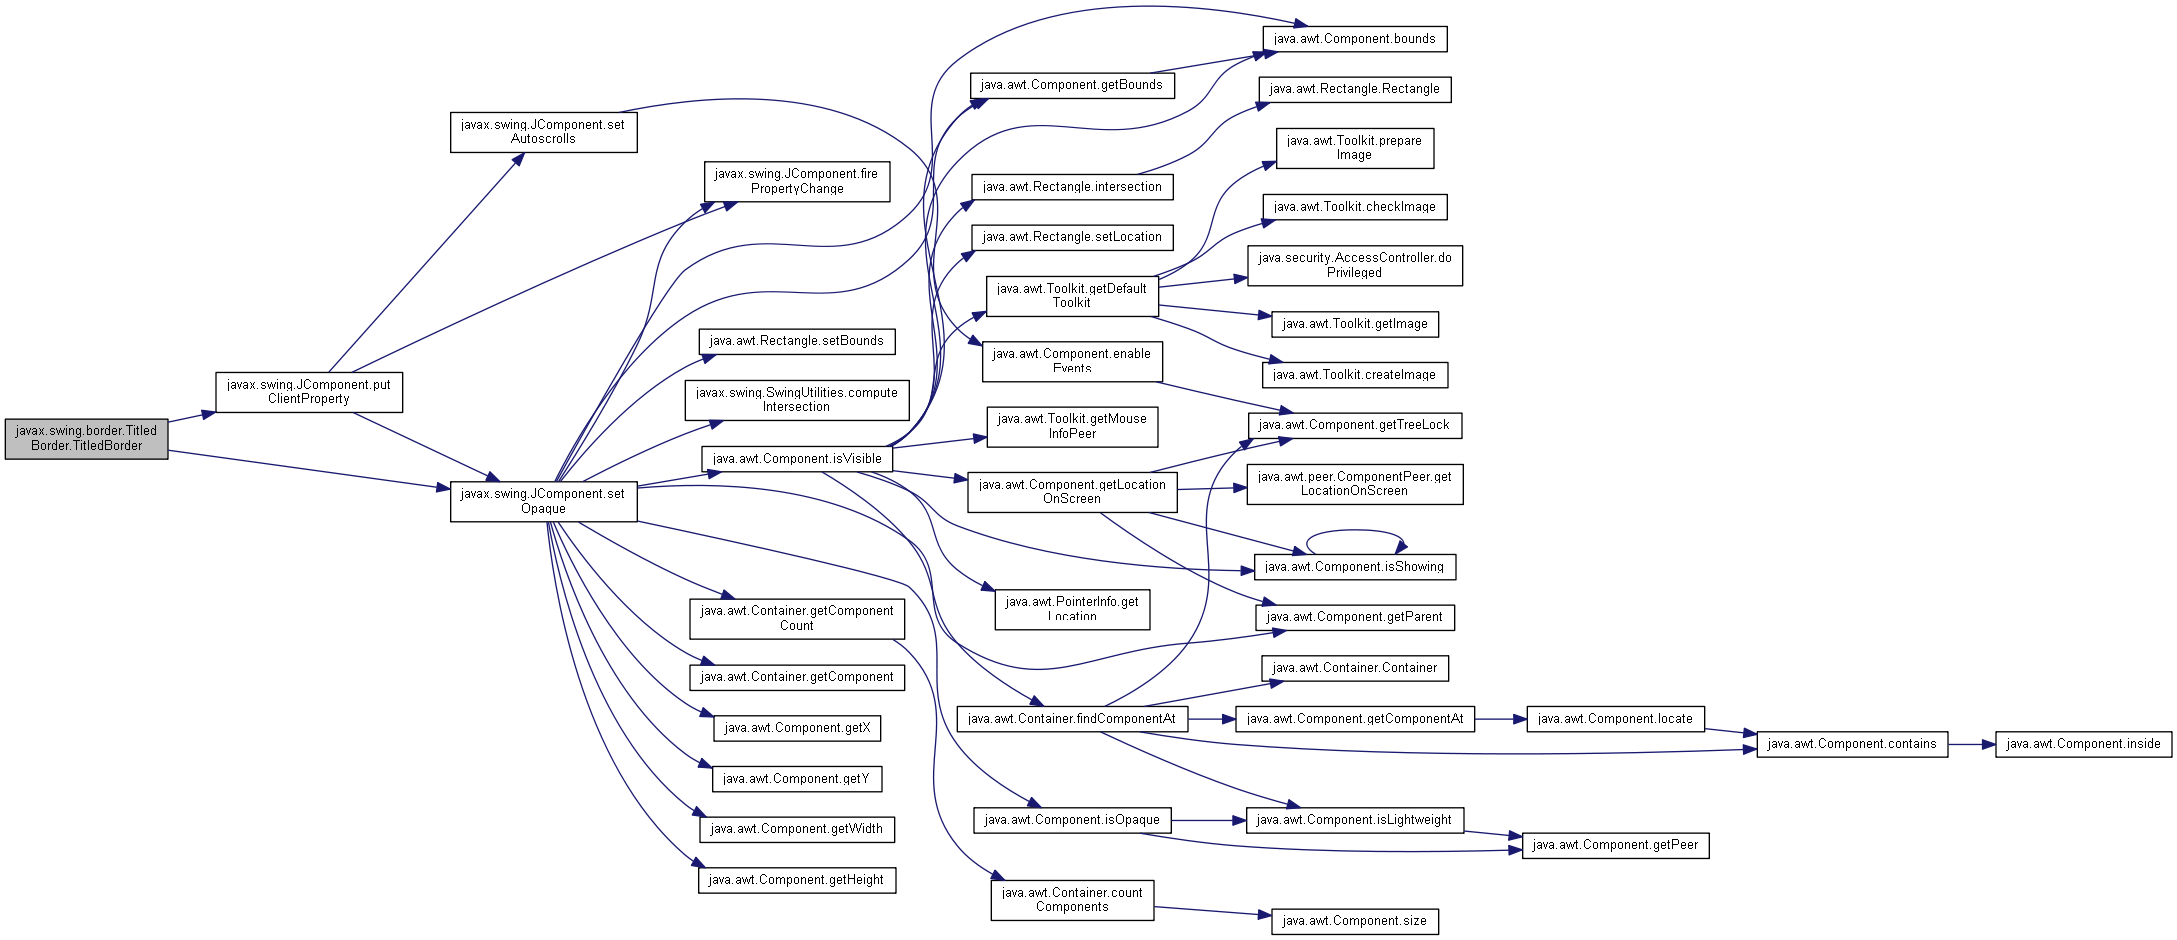 javax.swing.border.Titled
Border.TitledBorder
javax.swing.JComponent.put
ClientProperty
javax.swing.JComponent.set
Autoscrolls
javax.swing.JComponent.set
Opaque
javax.swing.JComponent.fire
PropertyChange
java.awt.Rectangle.setBounds
javax.swing.SwingUtilities.compute
Intersection
java.awt.Component.isVisible
java.awt.Container.getComponent
Count
java.awt.Container.getComponent
java.awt.Component.getX
java.awt.Component.getY
java.awt.Component.getWidth
java.awt.Component.getHeight
java.awt.Component.getBounds
java.awt.Rectangle.intersection
java.awt.Rectangle.setLocation
java.awt.Toolkit.getDefault
Toolkit
java.awt.Component.enable
Events
java.awt.Toolkit.getMouse
InfoPeer
java.awt.Component.getLocation
OnScreen
java.awt.PointerInfo.get
Location
java.awt.Container.findComponentAt
java.awt.Component.isOpaque
java.awt.Container.count
Components
java.awt.Component.bounds
java.awt.Rectangle.Rectangle
java.awt.Toolkit.prepare
Image
java.awt.Toolkit.checkImage
java.security.AccessController.do
Privileged
java.awt.Toolkit.getImage
java.awt.Toolkit.createImage
java.awt.Component.getTreeLock
java.awt.peer.ComponentPeer.get
LocationOnScreen
java.awt.Component.isShowing
java.awt.Component.getParent
java.awt.Container.Container
java.awt.Component.getComponentAt
java.awt.Component.isLightweight
java.awt.Component.size
java.awt.Component.locate
java.awt.Component.getPeer
java.awt.Component.contains
java.awt.Component.inside